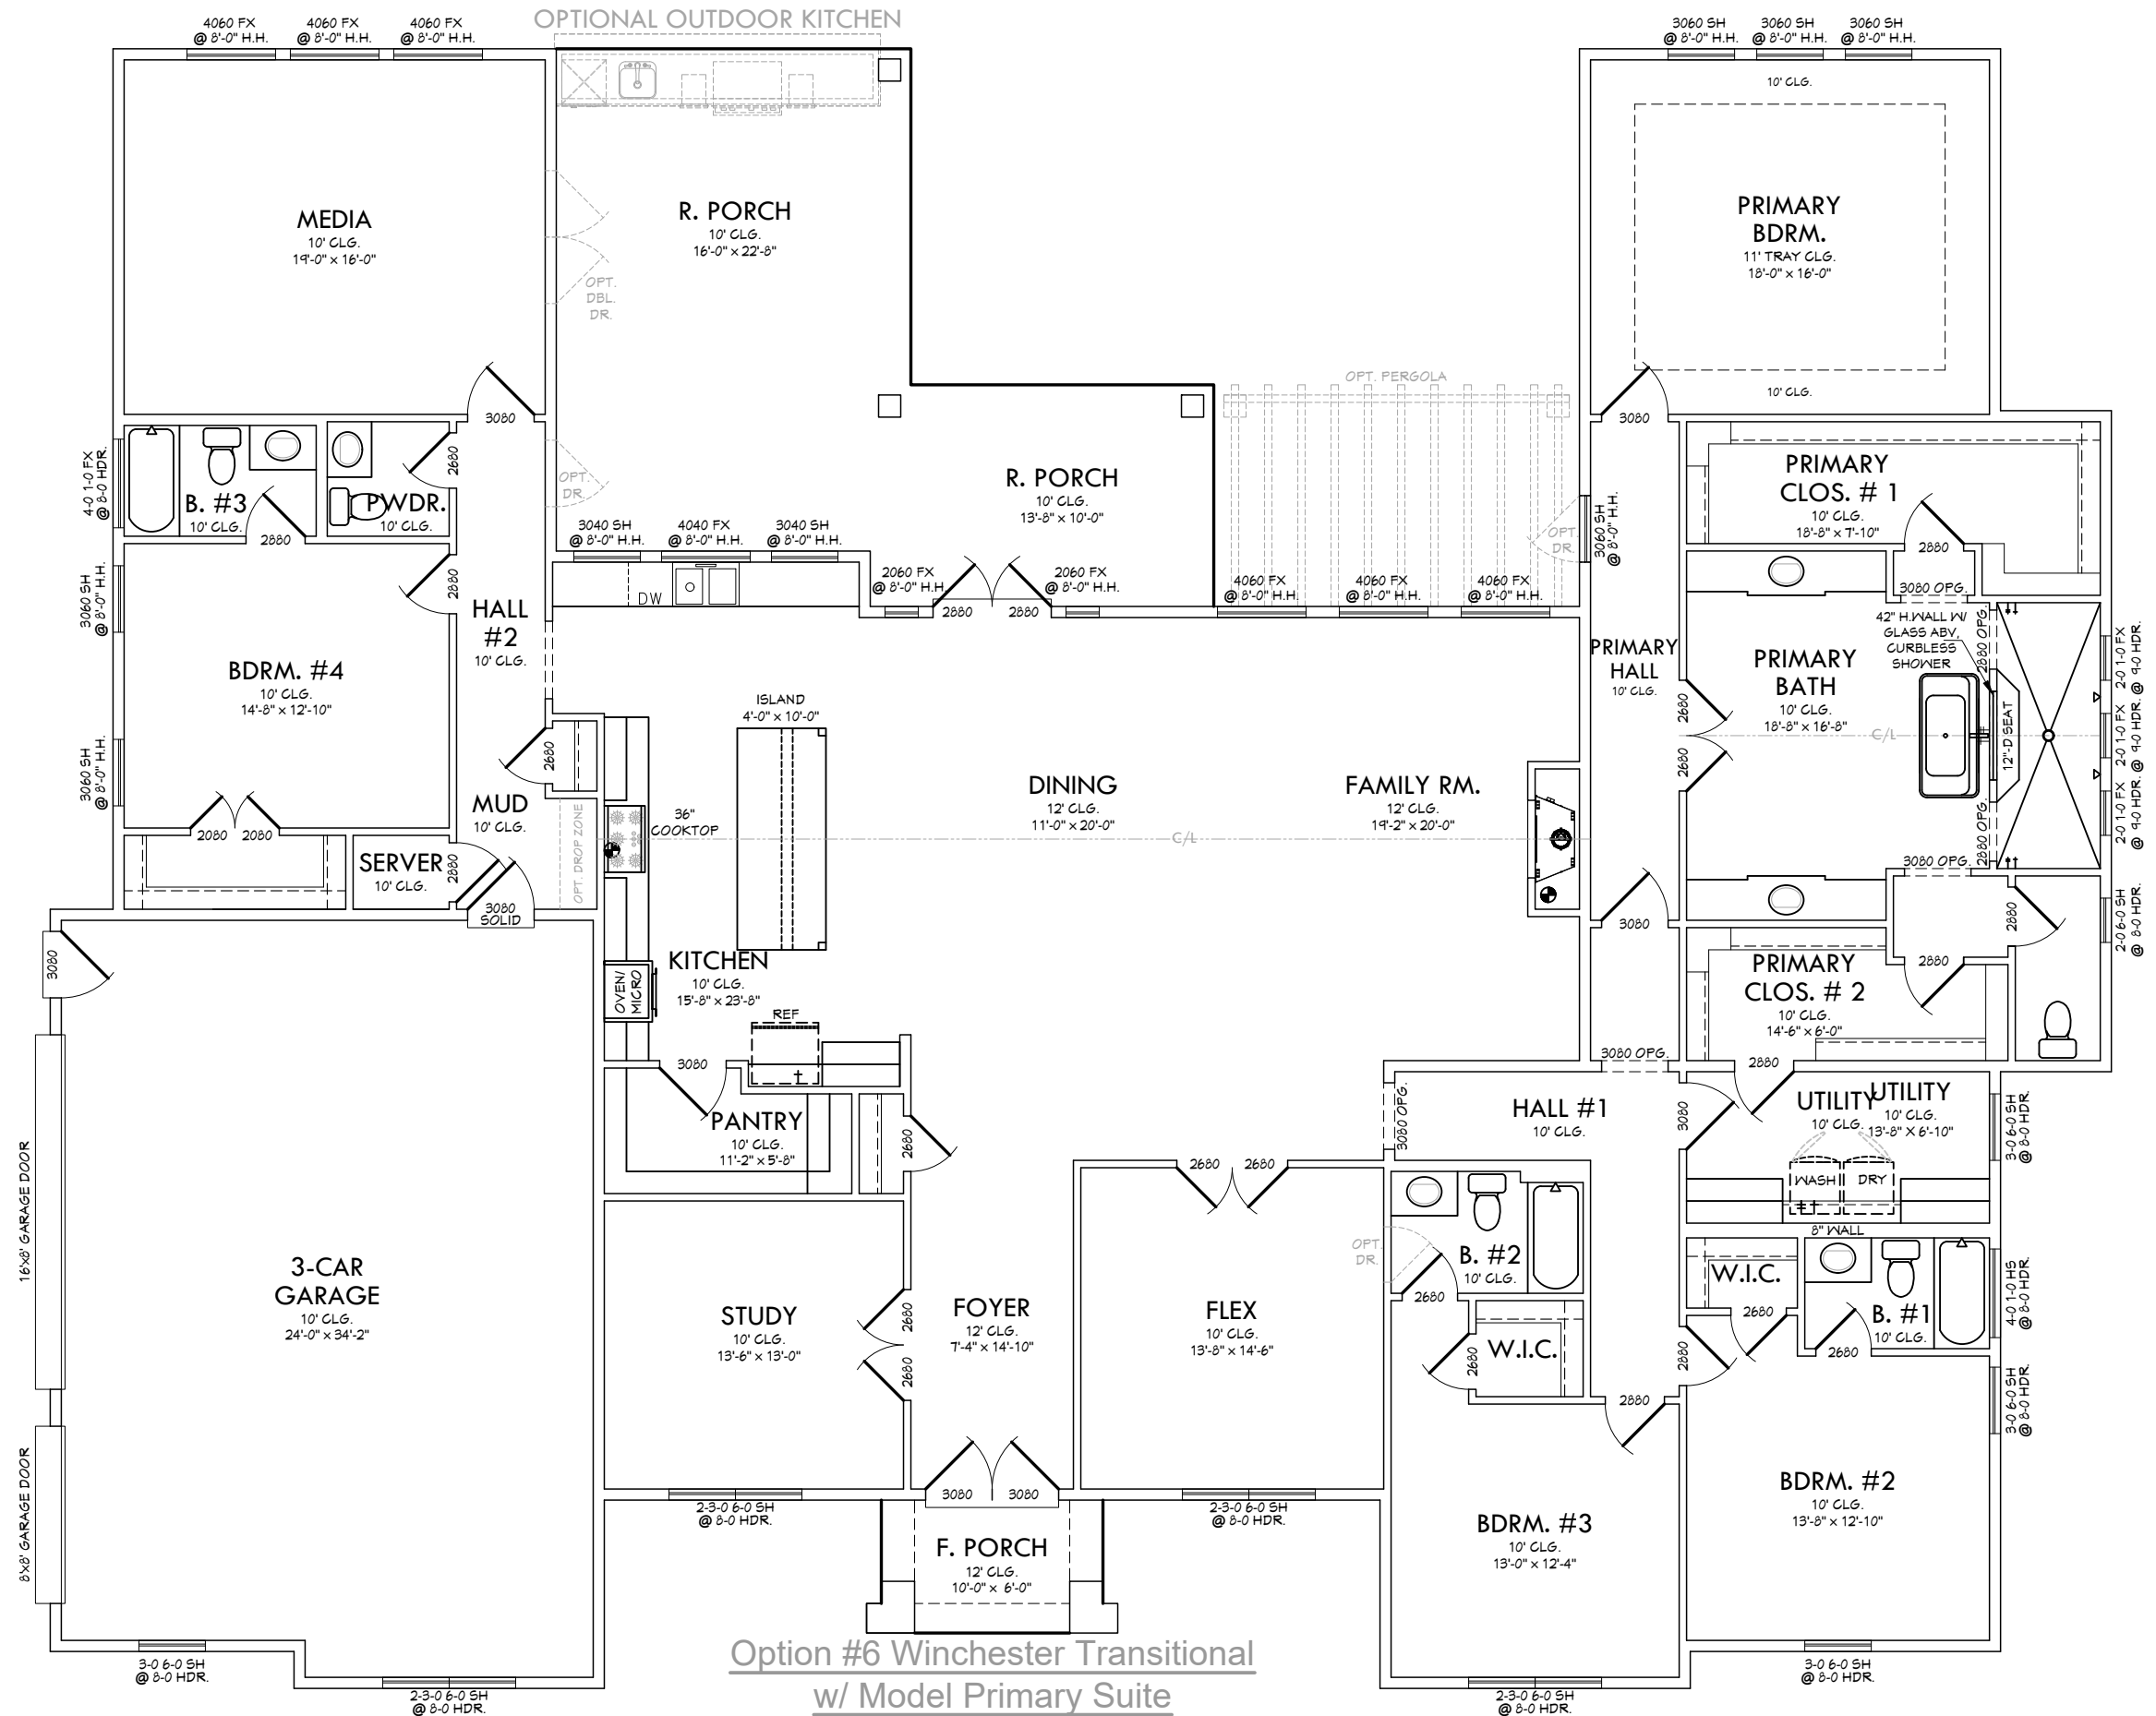 OPTIONAL OUTDOOR KITCHEN
4060 FX
@ 8'-0" H.H.
4060 FX
@ 8'-0" H.H.
4060 FX
@ 8'-0" H.H.
3060 SH
@ 8'-0" H.H.
3060 SH
@ 8'-0" H.H.
3060 SH
@ 8'-0" H.H.
MEDIA
10' CLG.
19'-0" x 16'-0"
3080
R. PORCH
10' CLG.
16'-0" x 22'-8"
OPT.
DBL.
DR.
OPT.
DR.
10' CLG.
PRIMARY
BDRM.
11' TRAY CLG.
18'-0" x 16'-0"
10' CLG.
3080
OPT. PERGOLA
R. PORCH
10' CLG.
13'-8" x 10'-0"
OPT.
DR.
3060 SH
@ 8'-0" H.H.
4-0 1-0 FX
@ 8-0 HDR.
B. #3
10' CLG.
2880
PWDR.
10' CLG.
2680
3040 SH
@ 8'-0" H.H.
4040 FX
@ 8'-0" H.H.
3040 SH
@ 8'-0" H.H.
DW
2060 FX
@ 8'-0" H.H.
2880
2880
2060 FX
@ 8'-0" H.H.
4060 FX
@ 8'-0" H.H.
4060 FX
@ 8'-0" H.H.
4060 FX
@ 8'-0" H.H.
PRIMARY
CLOS. # 1
10' CLG.
18'-8" x 7'-10"
2880
3080 OPG.
3060 SH
@ 8'-0" H.H.
3060 SH
@ 8'-0" H.H.
BDRM. #4
10' CLG.
14'-8" x 12'-10"
2880
2080
2080
HALL
#2
10' CLG.
2680
MUD
10' CLG.
OPT. DROP ZONE
SERVER
10' CLG.
2880
3080
SOLID
ISLAND
4'-0" x 10'-0"
36"
COOKTOP
DINING
12' CLG.
11'-0" x 20'-0"
C/L
FAMILY RM.
12' CLG.
19'-2" x 20'-0"
PRIMARY
HALL
10' CLG.
2680
2680
3080
PRIMARY
BATH
10' CLG.
18'-8" x 16'-8"
C/L
42" H.WALL W/
GLASS ABV,
CURBLESS
SHOWER
2880 OPG.
12"-D SEAT
2880 OPG.
3080 OPG.
2-0 1-0 FX
@ 9-0 HDR.
2-0 1-0 FX
@ 9-0 HDR.
2-0 1-0 FX
@ 9-0 HDR.
2-0 6-0 SH
@ 8-0 HDR.
2880
2880
3080
KITCHEN
10' CLG.
15'-8" x 23'-8"
OVEN/
MICRO
REF
3080
PANTRY
10' CLG.
11'-2" x 5'-8"
2680
PRIMARY
CLOS. # 2
10' CLG.
14'-6" x 6'-0"
2880
3080 OPG.
3080 OPG.
HALL #1
10' CLG.
3080
UTILITY
10' CLG.
UTILITY
10' CLG.
13'-8" X 6'-10"
WASH
DRY
3-0 6-0 SH
@ 8-0 HDR.
8" WALL
16'x8' GARAGE DOOR
8'x8' GARAGE DOOR
3-CAR
GARAGE
10' CLG.
24'-0" x 34'-2"
STUDY
10' CLG.
13'-6" x 13'-0"
2680
2680
FOYER
12' CLG.
7'-4" x 14'-10"
3080
3080
2680
2680
FLEX
10' CLG.
13'-8" x 14'-6"
OPT.
DR.
B. #2
10' CLG.
2680
W.I.C.
2680
W.I.C.
2680
B. #1
10' CLG.
2680
4-0 1-0 HS
@ 8-0 HDR.
3-0 6-0 SH
@ 8-0 HDR.
2880
2880
BDRM. #2
10' CLG.
13'-8" x 12'-10"
BDRM. #3
10' CLG.
13'-0" x 12'-4"
2-3-0 6-0 SH
@ 8-0 HDR.
2-3-0 6-0 SH
@ 8-0 HDR.
F. PORCH
12' CLG.
10'-0" x 6'-0"
3-0 6-0 SH
@ 8-0 HDR.
2-3-0 6-0 SH
@ 8-0 HDR.
2-3-0 6-0 SH
@ 8-0 HDR.
3-0 6-0 SH
@ 8-0 HDR.
Option #6 Winchester Transitional
w/ Model Primary Suite